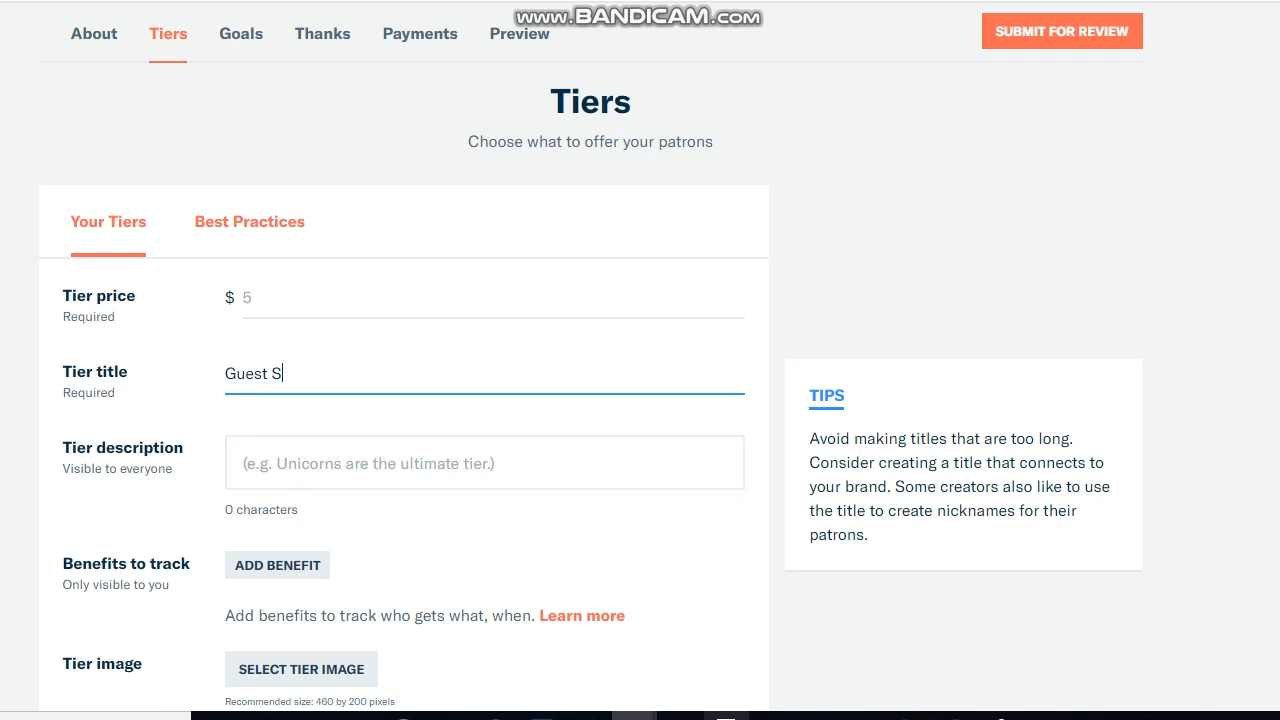 www.BANDICAM.com
About
Tiers
Goals
Thanks
Payments
Preview
SUBMIT FOR REVIEW
Tiers
Choose what to offer your patrons
Your Tiers
Best Practices
Tier price
Required
$ 5
Tier title
Required
Guest S
Tier description
Visible to everyone
(e.g. Unicorns are the ultimate tier.)
0 characters
Benefits to track
Only visible to you
ADD BENEFIT
Add benefits to track who gets what, when. Learn more
Tier image
SELECT TIER IMAGE
Recommended size: 460 by 200 pixels
TIPS
Avoid making titles that are too long.
Consider creating a title that connects to
your brand. Some creators also like to use
the title to create nicknames for their
patrons.